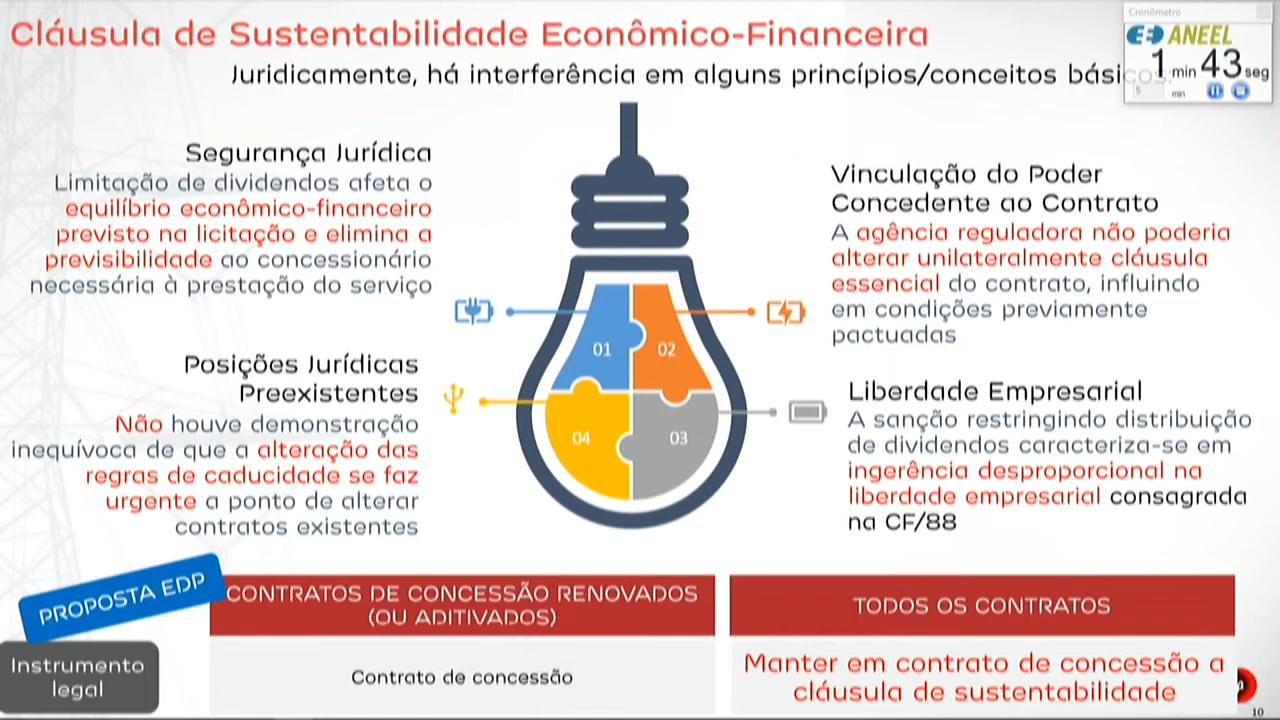 Cláusula de Sustentabilidade Econômico-Financeira
Juridicamente, há interferência em alguns princípios/conceitos básicos:
Cronômetro
ANEEL
1 min 43 seg
5 min
Segurança Jurídica
Limitação de dividendos afeta o
equilíbrio econômico-financeiro
previsto na licitação e elimina a
previsibilidade ao concessionário
necessária à prestação do serviço
Vinculação do Poder
Concedente ao Contrato
A agência reguladora não poderia
alterar unilateralmente cláusula
essencial do contrato, influindo
em condições previamente
pactuadas
01
02
Posições Jurídicas
Preexistentes
Não houve demonstração
inequívoca de que a alteração das
regras de caducidade se faz
urgente a ponto de alterar
contratos existentes
04
03
Liberdade Empresarial
A sanção restringindo distribuição
de dividendos caracteriza-se em
ingerência desproporcional na
liberdade empresarial consagrada
na CF/88
PROPOSTA EDP
CONTRATOS DE CONCESSÃO RENOVADOS
(OU ADITIVADOS)
TODOS OS CONTRATOS
Instrumento
legal
Contrato de concessão
Manter em contrato de concessão a
cláusula de sustentabilidade
10